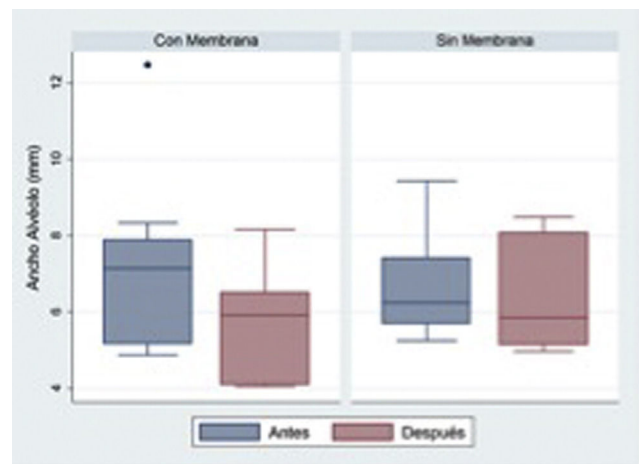 Con Membrana
Sin Membrana
Ancho Alvéolo (mm)
12
10
8
6
4
Antes
Después